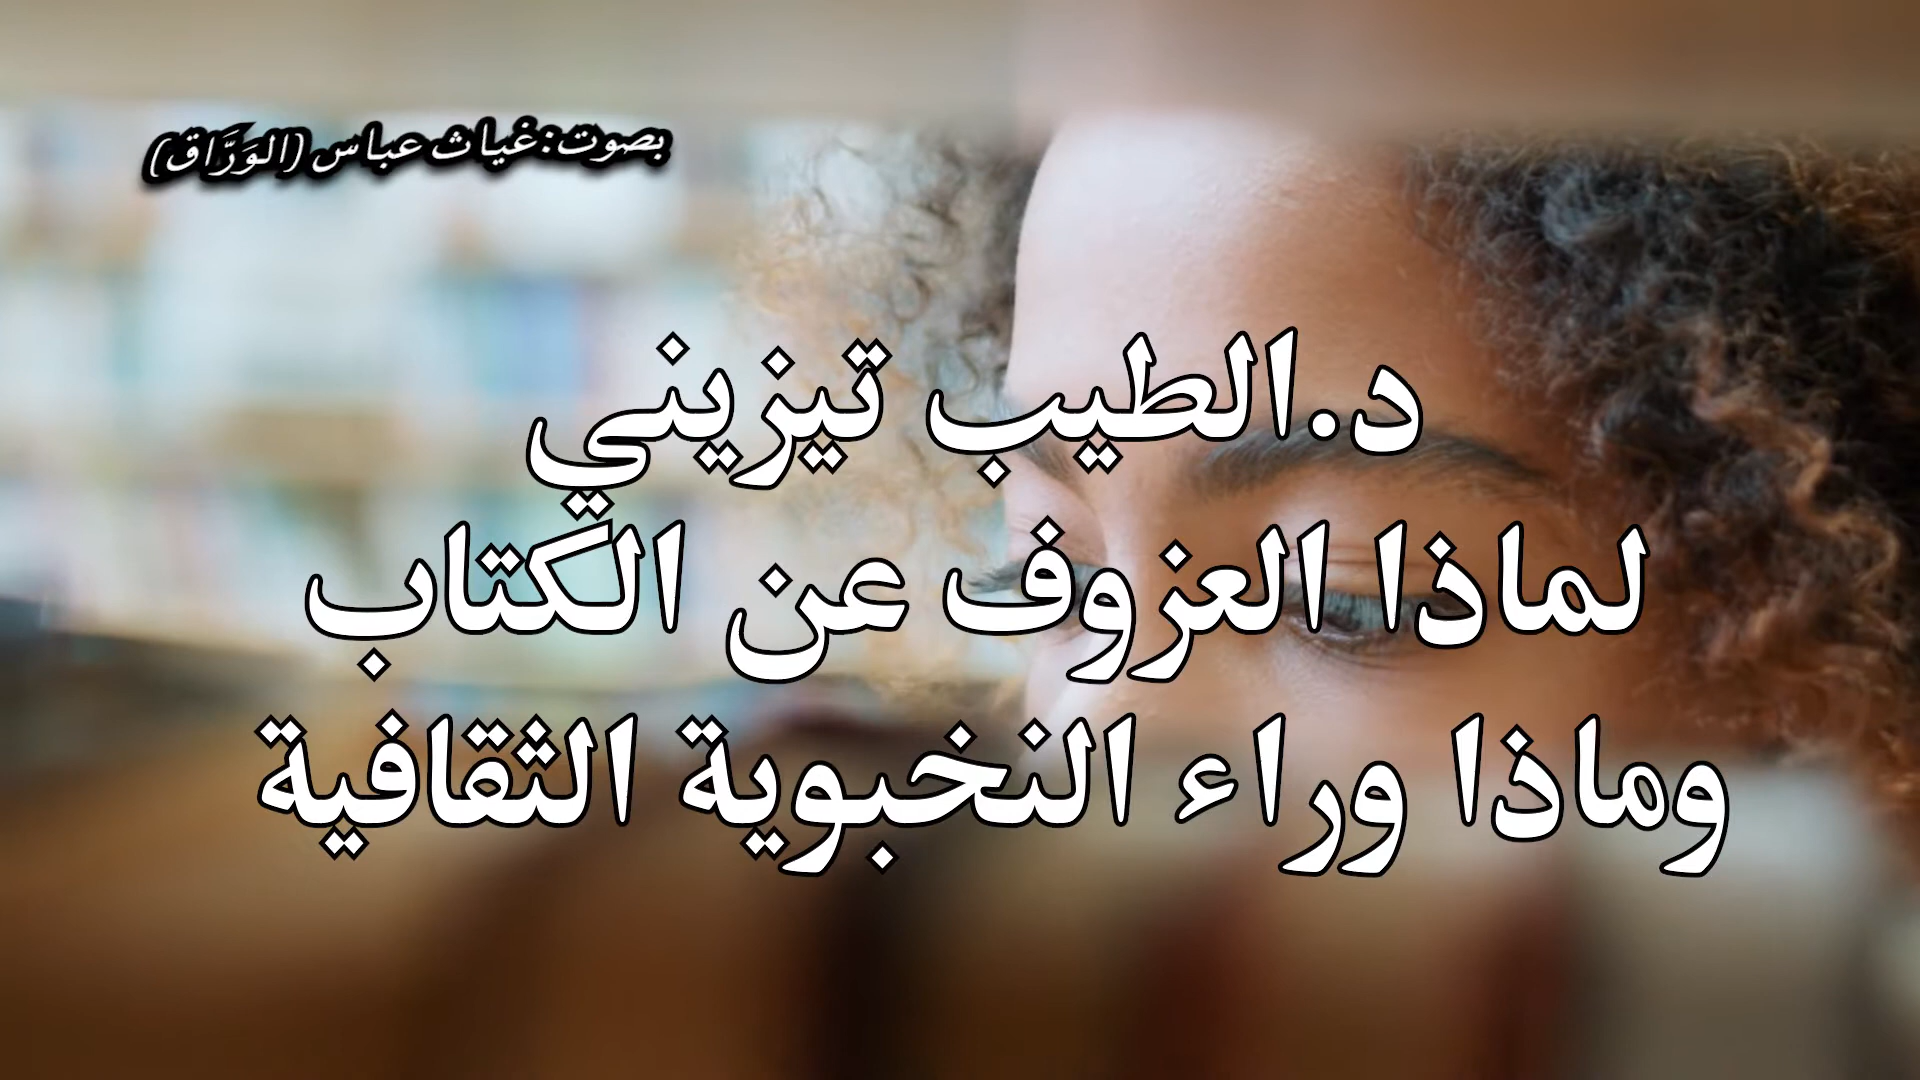 بصوت:غياث عباس (الوَرَّاق)
د.الطيب تيزيني
لماذا العزوف عن الكتاب
وماذا وراء النخبوية الثقافية